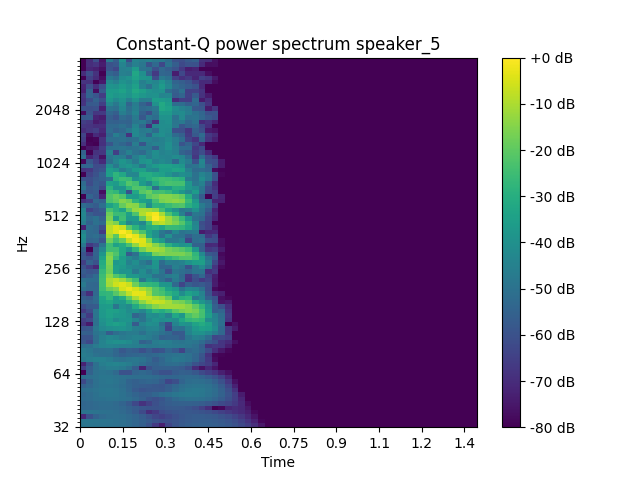 Constant-Q power spectrum speaker_5
Hz
2048
1024
512
256
128
64
32
0 0.15 0.3 0.45 0.6 0.75 0.9 1.1 1.2 1.4
Time
+0 dB
-10 dB
-20 dB
-30 dB
-40 dB
-50 dB
-60 dB
-70 dB
-80 dB